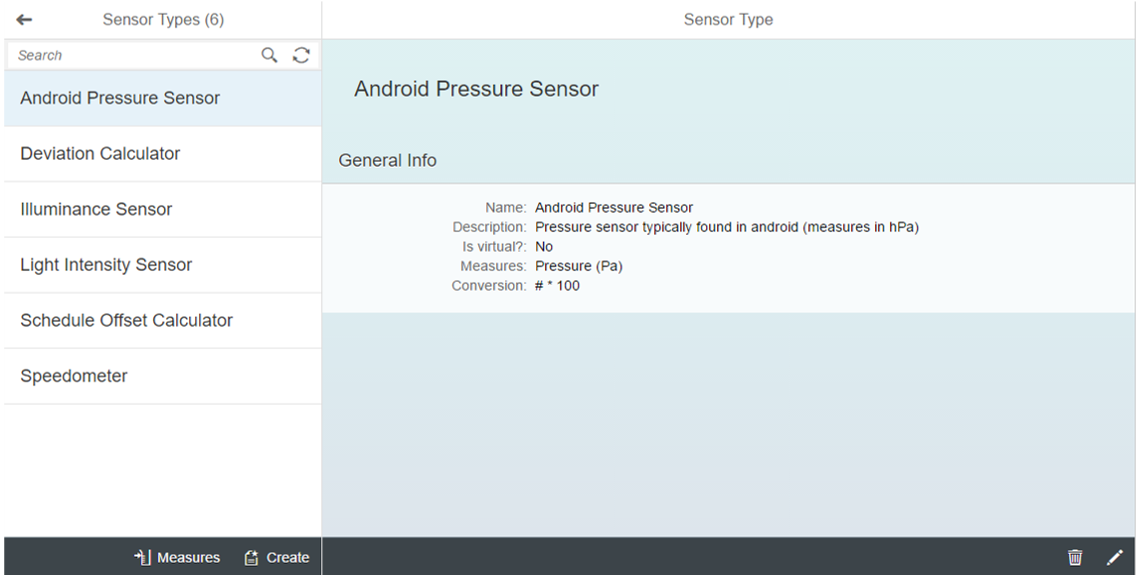 Sensor Types (6)
Search
Android Pressure Sensor
Deviation Calculator
Illuminance Sensor
Light Intensity Sensor
Schedule Offset Calculator
Speedometer
Measures Create
Sensor Type
Android Pressure Sensor
General Info
Name: Android Pressure Sensor
Description: Pressure sensor typically found in android (measures in hPa)
Is virtual?: No
Measures: Pressure (Pa)
Conversion: # * 100